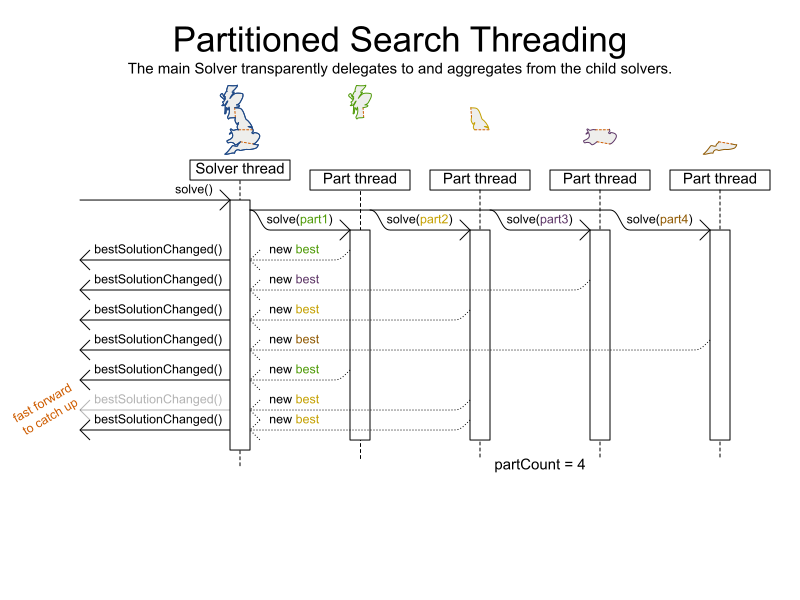 Partitioned Search Threading
The main Solver transparently delegates to and aggregates from the child solvers.
Solver thread
Part thread
Part thread
Part thread
Part thread
solve()
solve(part1)
solve(part2)
solve(part3)
solve(part4)
bestSolutionChanged()
new best
bestSolutionChanged()
new best
bestSolutionChanged()
new best
bestSolutionChanged()
new best
bestSolutionChanged()
new best
fast forward
to catch up
bestSolutionChanged()
new best
bestSolutionChanged()
new best
partCount = 4